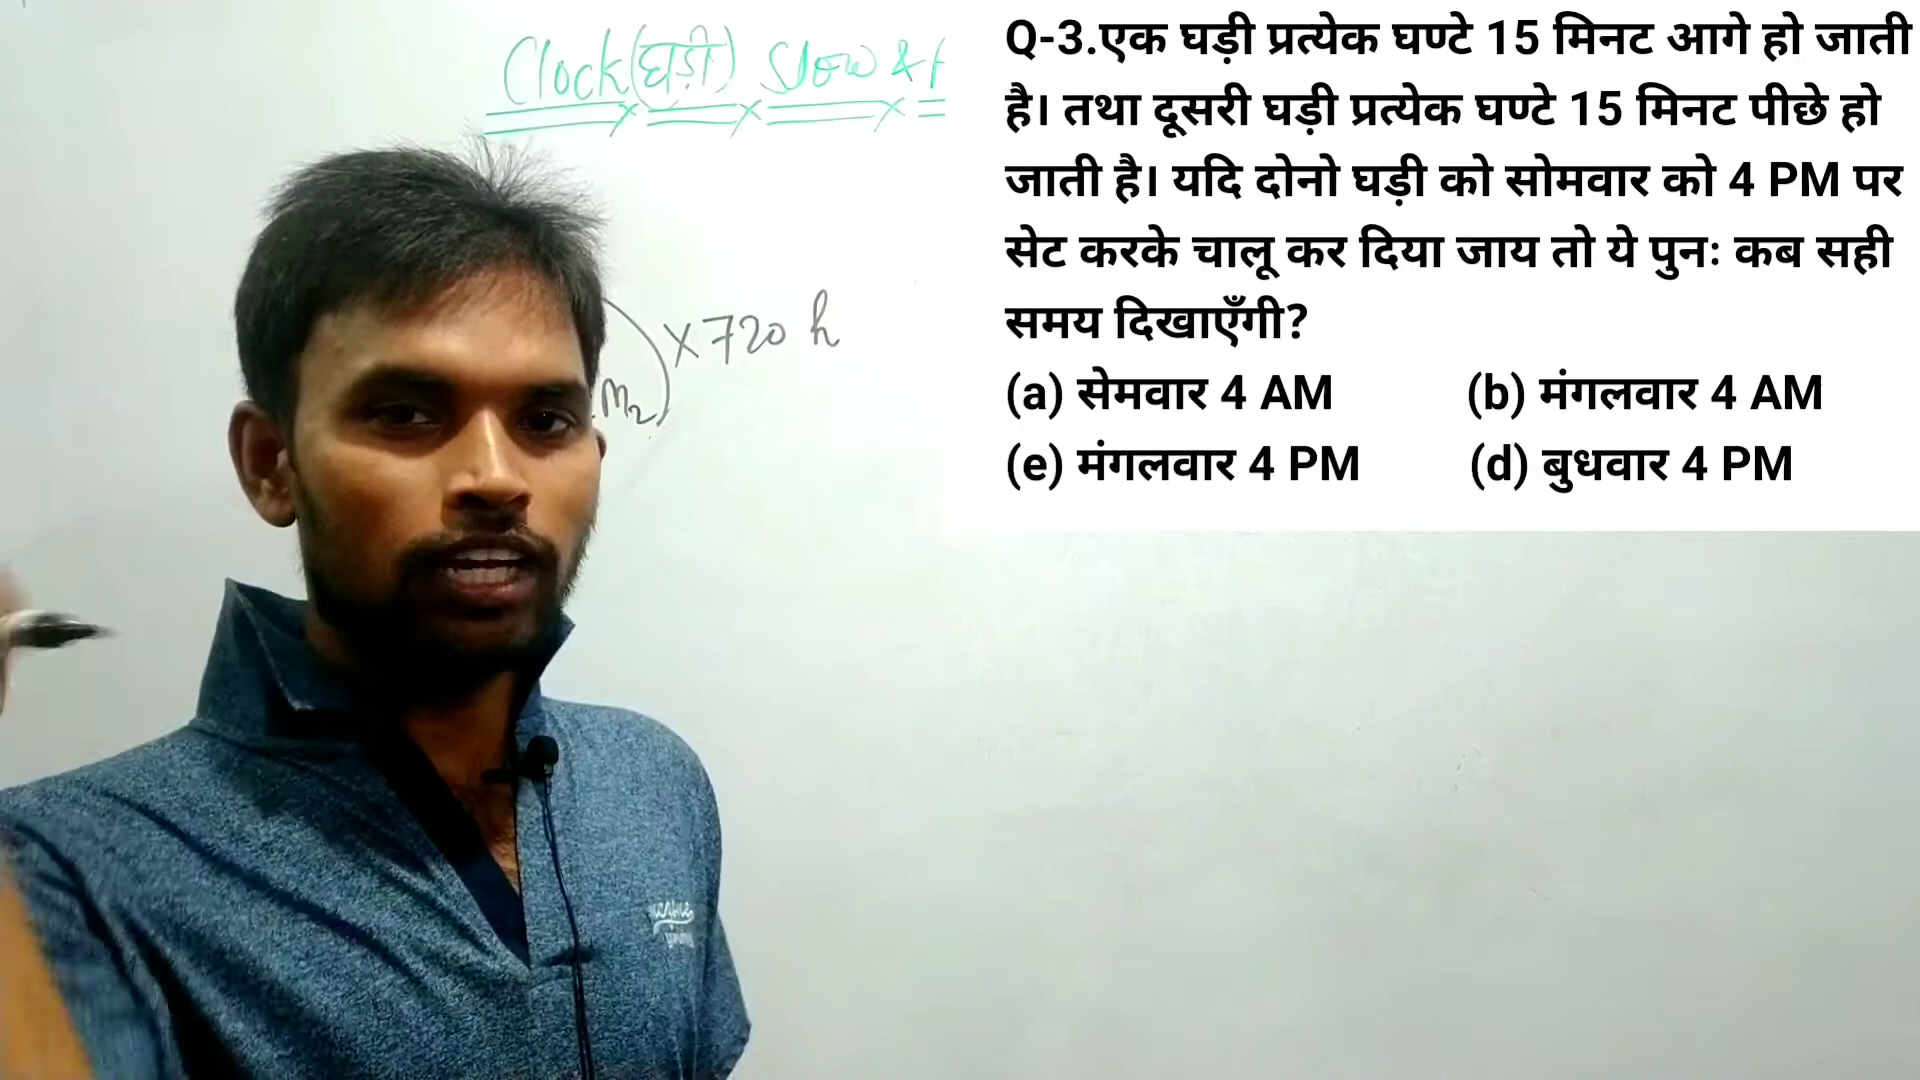 Clock(घड़ी) Slow &
Q-3.एक घड़ी प्रत्येक घण्टे 15 मिनट आगे हो जाती
है। तथा दूसरी घड़ी प्रत्येक घण्टे 15 मिनट पीछे हो
जाती है। यदि दोनो घड़ी को सोमवार को 4 PM पर
सेट करके चालू कर दिया जाय तो ये पुनः कब सही
समय दिखाएँगी?
(a) सेमवार 4 AM (b) मंगलवार 4 AM
(e) मंगलवार 4 PM (d) बुधवार 4 PM
) × 720 h
m₂